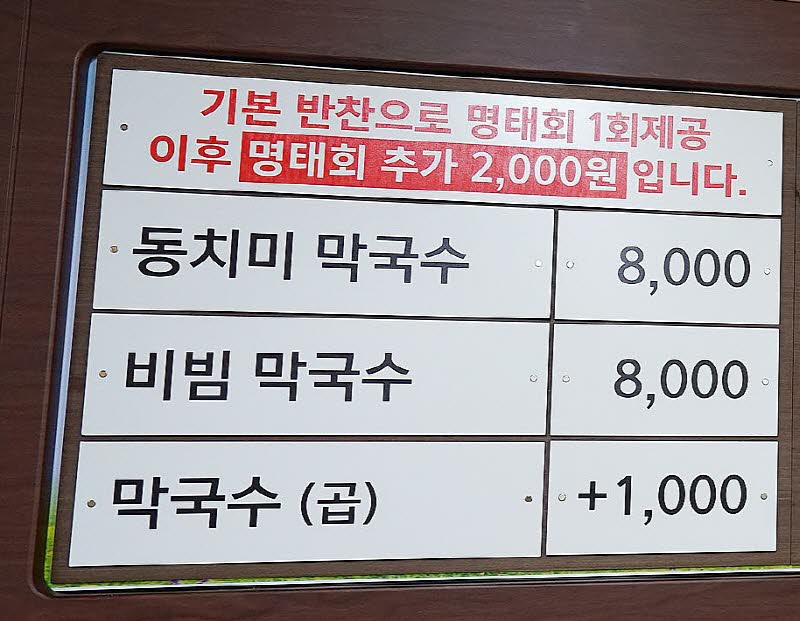 기본 반찬으로 명태회 1회제공
이후 명태회 추가 2,000원 입니다.
동치미 막국수 8,000
비빔 막국수 8,000
막국수 (곱) +1,000